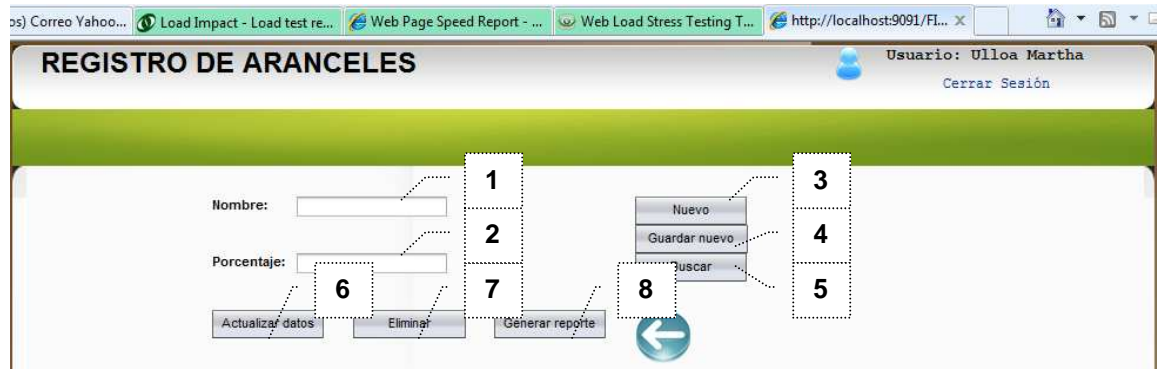 os) Correo Yahoo... Load Impact - Load test re... Web Page Speed Report - ... Web Load Stress Testing T... http://localhost:9091/FI... x
REGISTRO DE ARANCELES
Usuario: Ulloa Martha
Cerrar Sesión
1
3
Nombre:
Nuevo
2
Guardar nuevo
4
Porcentaje:
Buscar
6
7
8
5
Actualizar datos
Eliminar
Generar reporte